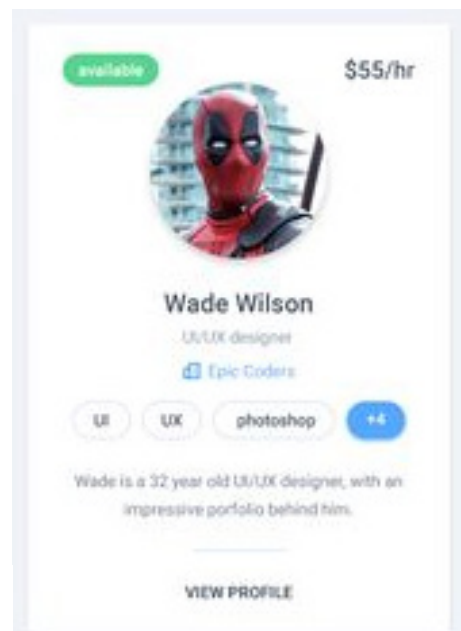 available
$55/hr
Wade Wilson
UI/UX designer
Epic Coders
UI
UX
photoshop
+4
Wade is a 32 year old UI/UX designer, with an
impressive porfolio behind him.
VIEW PROFILE